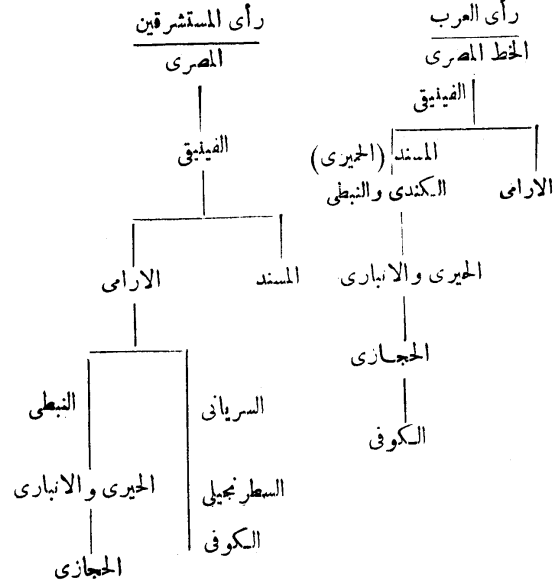 رأى العرب
الخط المصرى
الفينيقى
الارامى
المسند (الحميرى)
الكندى والنبطى
الحيرى والانبارى
الحجازى
الكوفى
رأى المستشرقين
المصرى
الفينيقى
المسند
الارامى
السريانى
السطرنجيلى
الكوفى
النبطى
الحيرى والانبارى
الحجازى